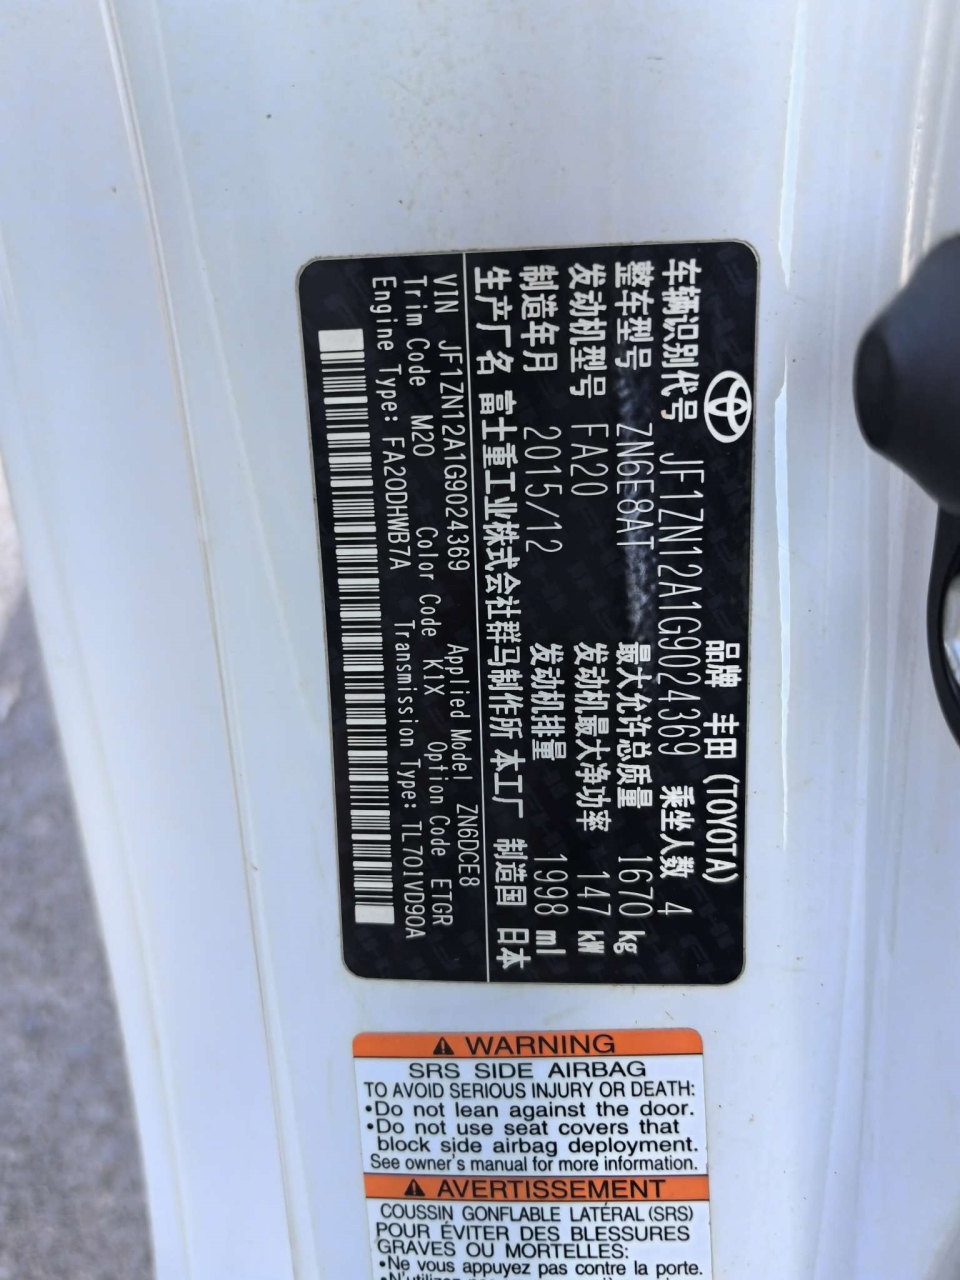 品牌 丰田 (TOYOTA)
车辆识别代号 JF1ZN12A1G9024369 乘坐人数 4
整车型号 ZN6E8AT 最大允许总质量 1670 kg
发动机型号 FA20 发动机最大净功率 147 kW
制造年月 2015/12 发动机排量 1998 ml
生产厂名 富士重工业株式会社群马制作所 本工厂 制造国 日本
VIN JF1ZN12A1G9024369 Applied Model ZN6DCE8
Trim Code M20 Color Code K1X Option Code ETGR
Engine Type: FA20DHWB7A Transmission Type: TL701VD90A
WARNING
SRS SIDE AIRBAG
TO AVOID SERIOUS INJURY OR DEATH:
•Do not lean against the door.
•Do not use seat covers that
block side airbag deployment.
See owner's manual for more information.
AVERTISSEMENT
COUSSIN GONFLABLE LATÉRAL (SRS)
POUR ÉVITER DES BLESSURES
GRAVES OU MORTELLES:
•Ne vous appuyez pas contre la porte.